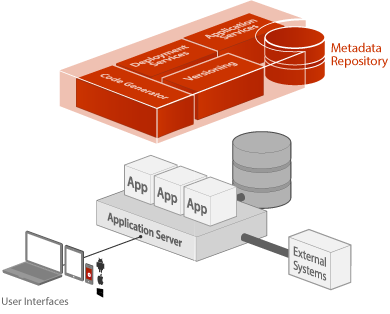 Application
Services
Deployment
Services
Metadata
Repository
Code Generator
Versioning
App
App
App
Application Server
External
Systems
User Interfaces